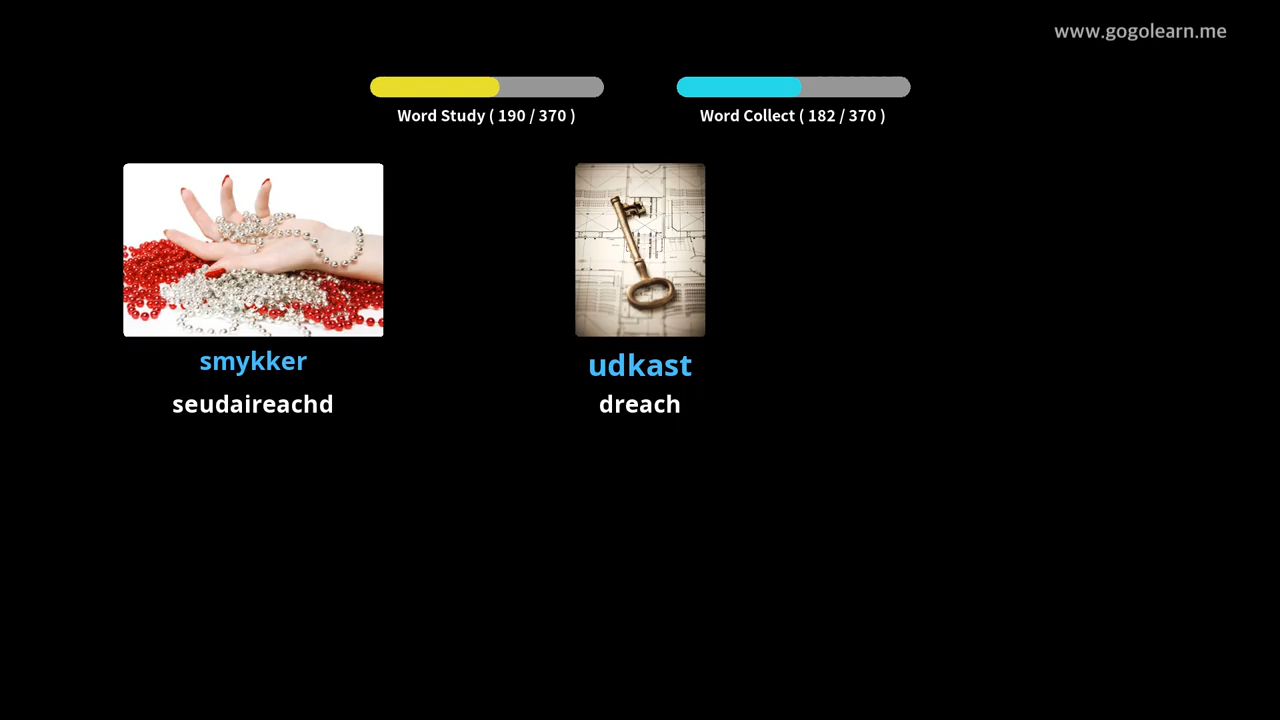 www.gogolearn.me
Word Study ( 190 / 370 )
Word Collect ( 182 / 370 )
smykker
seudaireachd
udkast
dreach